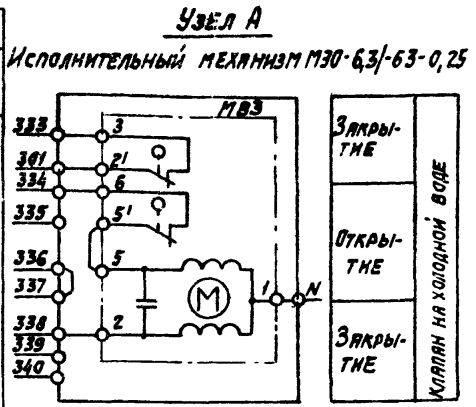 Узел А
Исполнительный механизм МЭО-6,3/-63-0,25
МВЭ
333
3
301
2'
334
6
335
5'
336
5
337
М
1
N
338
2
339
340
Закры-
тие
Откры-
тие
Закры-
тие
Клапан на холодной воде